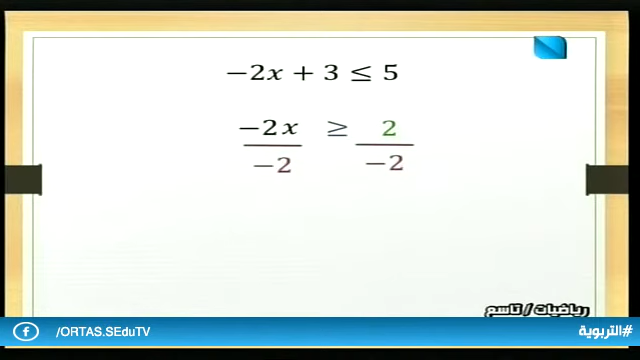 −2x + 3 ≤ 5
−2x ≥ 2
−2 −2
رياضيات / تاسع
/ORTAS.SEduTV
#التربوية